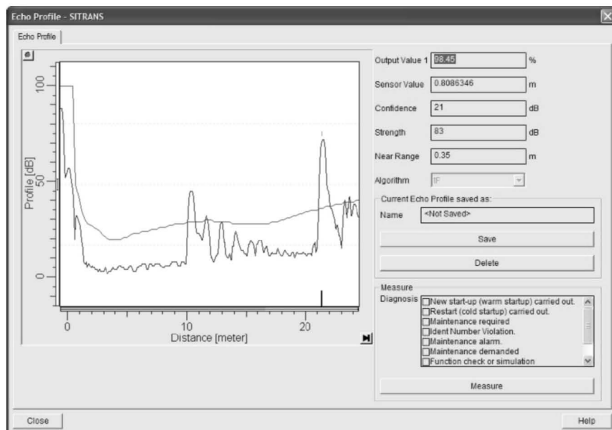 Echo Profile - SITRANS
Echo Profile
Output Value 1 98.45 %
Sensor Value 0.8086346 m
Confidence 21 dB
Strength 83 dB
Near Range 0.35 m
Algorithm tF
Current Echo Profile saved as:
Name <Not Saved>
Save
Delete
Measure
Diagnosis New start-up (warm startup) carried out.
Restart (cold startup) carried out.
Maintenance required
Ident Number Violation.
Maintenance alarm.
Maintenance demanded
Function check or simulation
Measure
Profile [dB]
100
50
0
0 10 20
Distance [meter]
Close Help